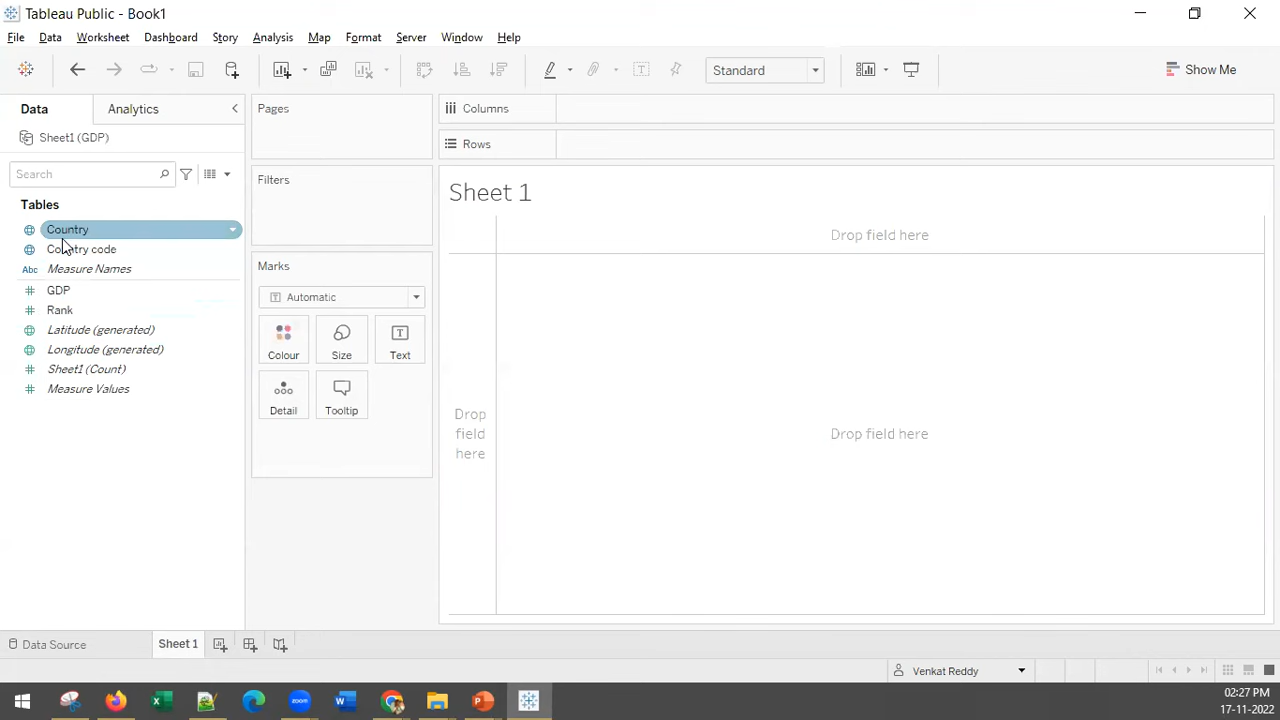 Tableau Public - Book1
File Data Worksheet Dashboard Story Analysis Map Format Server Window Help
Standard
Show Me
Data Analytics
Pages
Columns
Sheet1 (GDP)
Rows
Search
Filters
Sheet 1
Tables
Country
Country code
Measure Names
GDP
Rank
Latitude (generated)
Longitude (generated)
Sheet1 (Count)
Measure Values
Marks
Automatic
Colour Size Text
Detail Tooltip
Drop field here
Drop
field
here
Drop field here
Data Source Sheet 1
Venkat Reddy
zoom
02:27 PM
17-11-2022